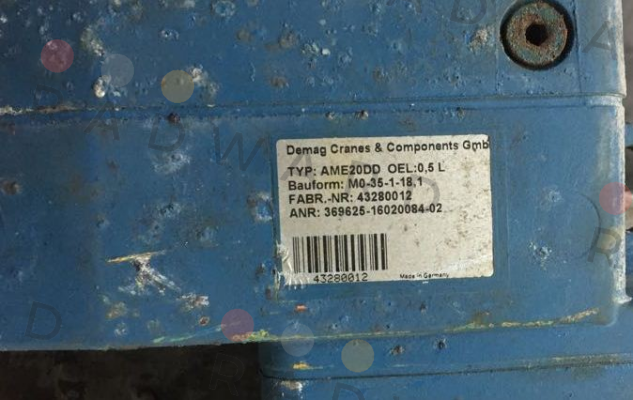 Demag Cranes & Components Gmb
TYP: AME20DD OEL:0,5 L
Bauform: M0-35-1-18,1
FABR.-NR: 43280012
ANR: 369625-16020084-02
43280012
Made in Germany